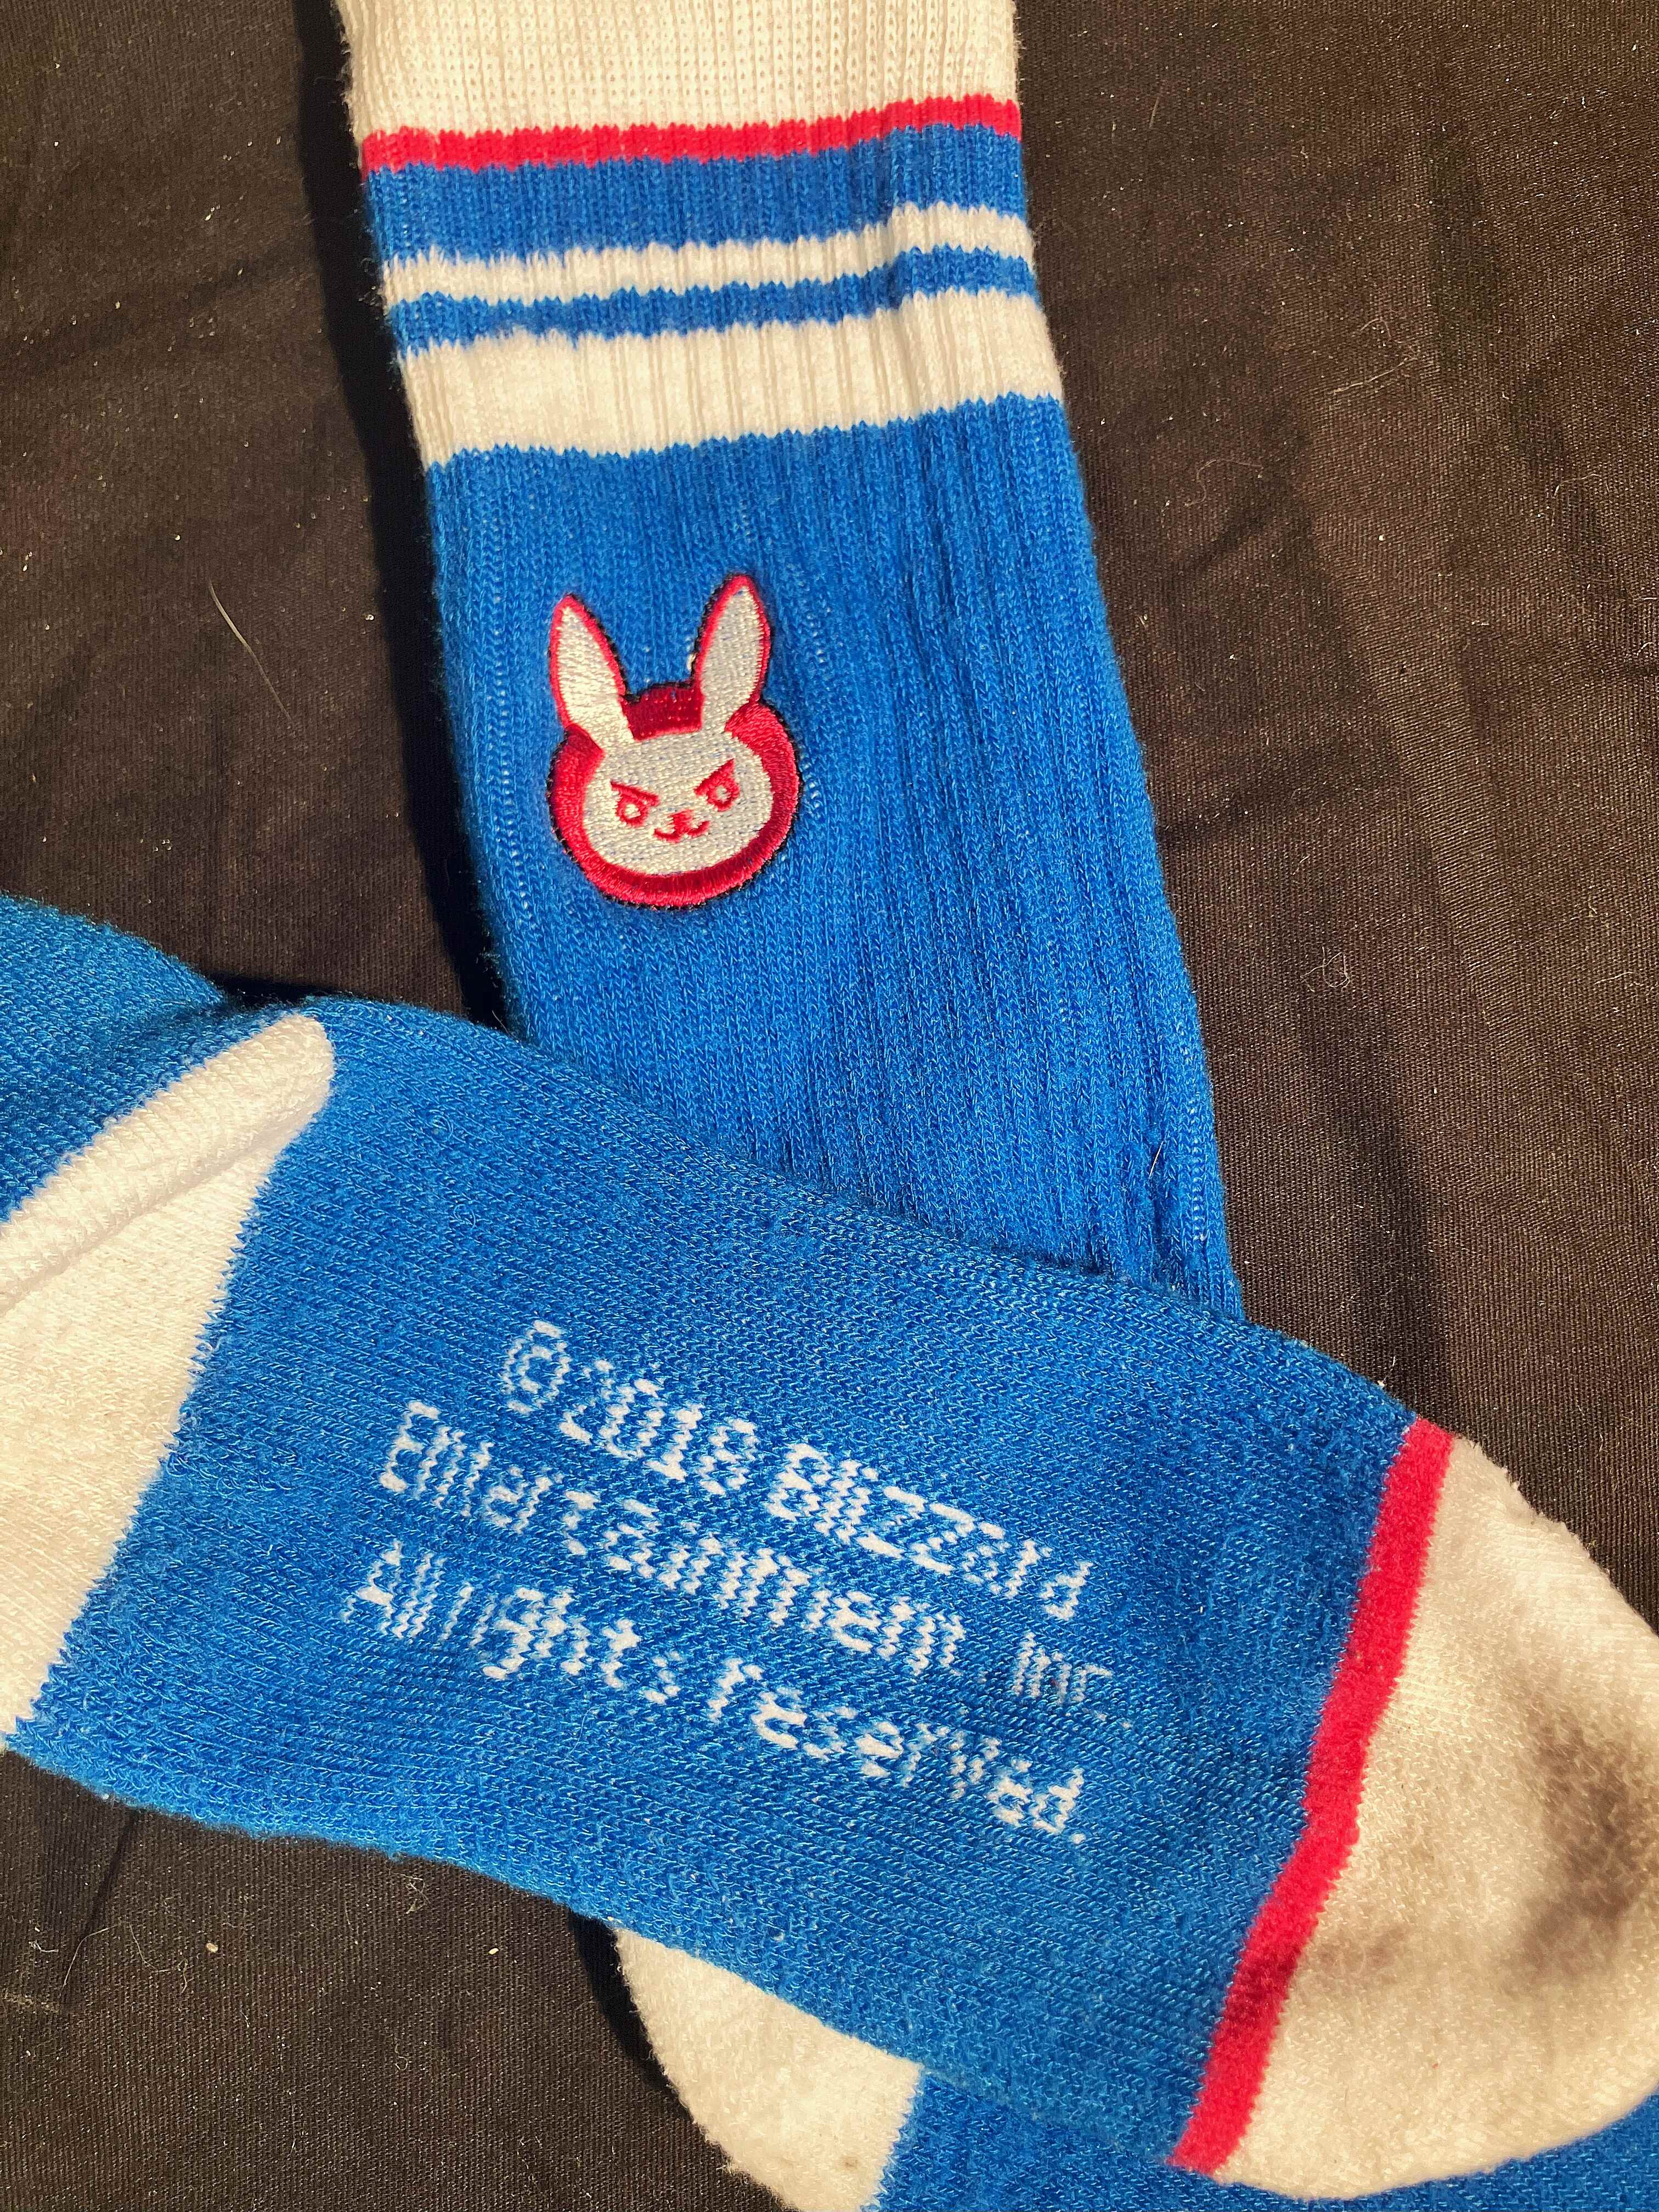 © 2018 Blizzard
Entertainment, Inc.
All rights reserved.